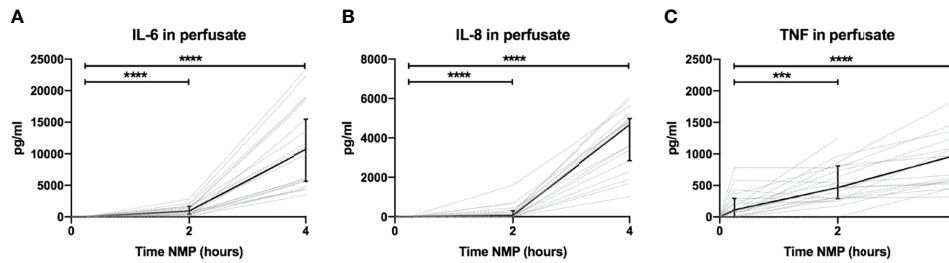 A
IL-6 in perfusate
25000
20000
15000
10000
5000
0
pg/ml
****
****
0
2
4
Time NMP (hours)
B
IL-8 in perfusate
8000
6000
4000
2000
0
pg/ml
****
****
0
2
4
Time NMP (hours)
C
TNF in perfusate
2500
2000
1500
1000
500
0
pg/ml
****
***
0
2
Time NMP (hours)